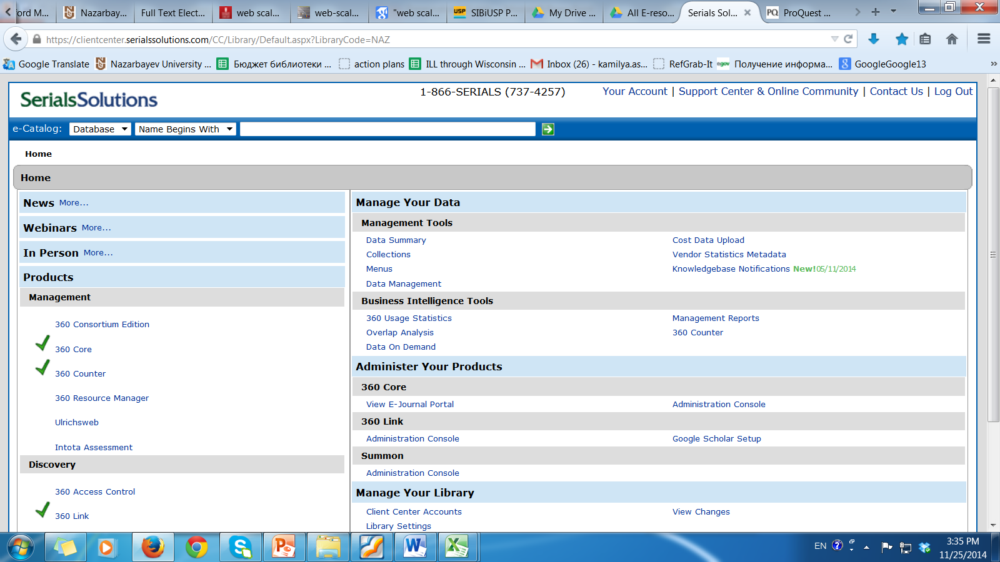 ord M...
Nazarbay...
Full Text Elect...
web scal...
web-scal...
"web scal...
USP
SIBiUSP P...
My Drive ...
All E-reso...
Serials Sol...
PQ
ProQuest ...
https://clientcenter.serialssolutions.com/CC/Library/Default.aspx?LibraryCode=NAZ
Google Translate
Nazarbayev University ...
Бюджет библиотеки ...
action plans
ILL through Wisconsin ...
Inbox (26) - kamilya.as...
RefGrab-It
egov
Получение информа...
GoogleGoogle13
SerialsSolutions
1-866-SERIALS (737-4257)
Your Account | Support Center & Online Community | Contact Us | Log Out
e-Catalog:
Database
Name Begins With
Home
Home
News More...
Webinars More...
In Person More...
Products
Management
360 Consortium Edition
360 Core
360 Counter
360 Resource Manager
Ulrichsweb
Intota Assessment
Discovery
360 Access Control
360 Link
Manage Your Data
Management Tools
Data Summary
Cost Data Upload
Collections
Vendor Statistics Metadata
Menus
Knowledgebase Notifications New!05/11/2014
Data Management
Business Intelligence Tools
360 Usage Statistics
Management Reports
Overlap Analysis
360 Counter
Data On Demand
Administer Your Products
360 Core
View E-Journal Portal
Administration Console
360 Link
Administration Console
Google Scholar Setup
Summon
Administration Console
Manage Your Library
Client Center Accounts
View Changes
Library Settings
EN
3:35 PM
11/25/2014